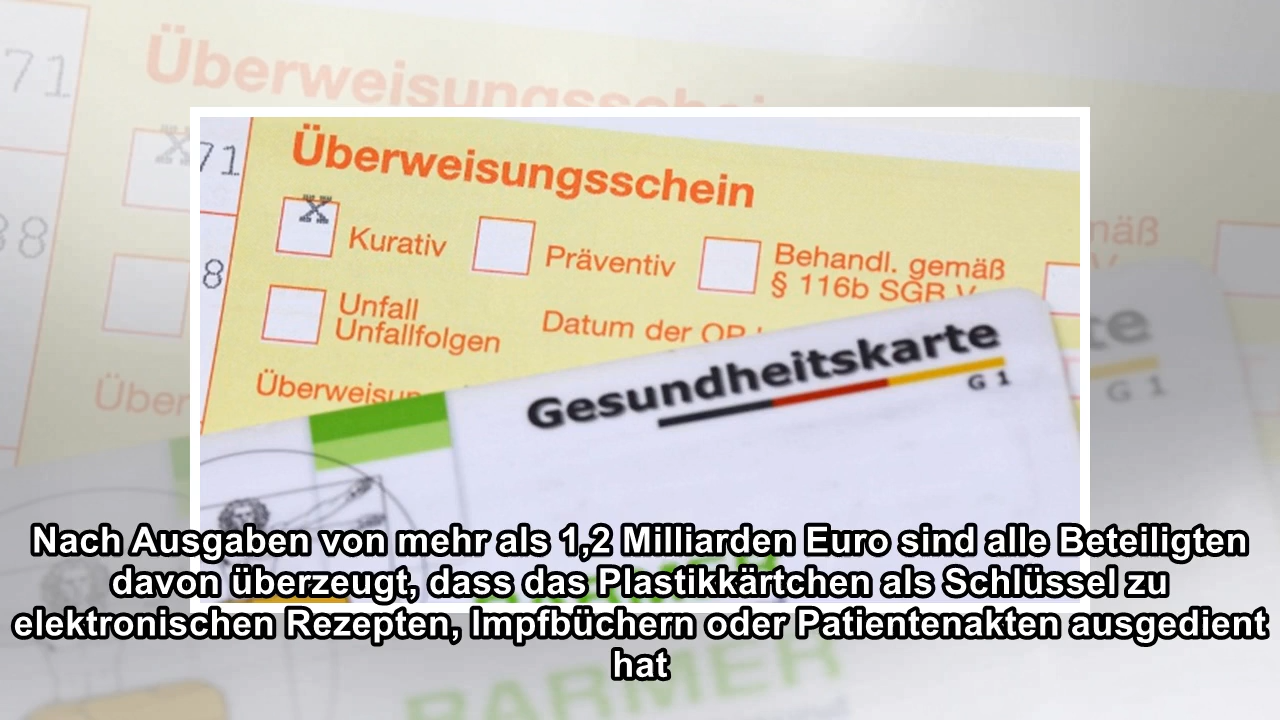 71
Überweisungsschein
X
Kurativ
Präventiv
Behandl. gemäß
§ 116b SGB V
8
Unfall
Unfallfolgen
Datum der OP
Gesundheitskarte
G 1
Nach Ausgaben von mehr als 1,2 Milliarden Euro sind alle Beteiligten
davon überzeugt, dass das Plastikkärtchen als Schlüssel zu
elektronischen Rezepten, Impfbüchern oder Patientenakten ausgedient
hat
BARMER